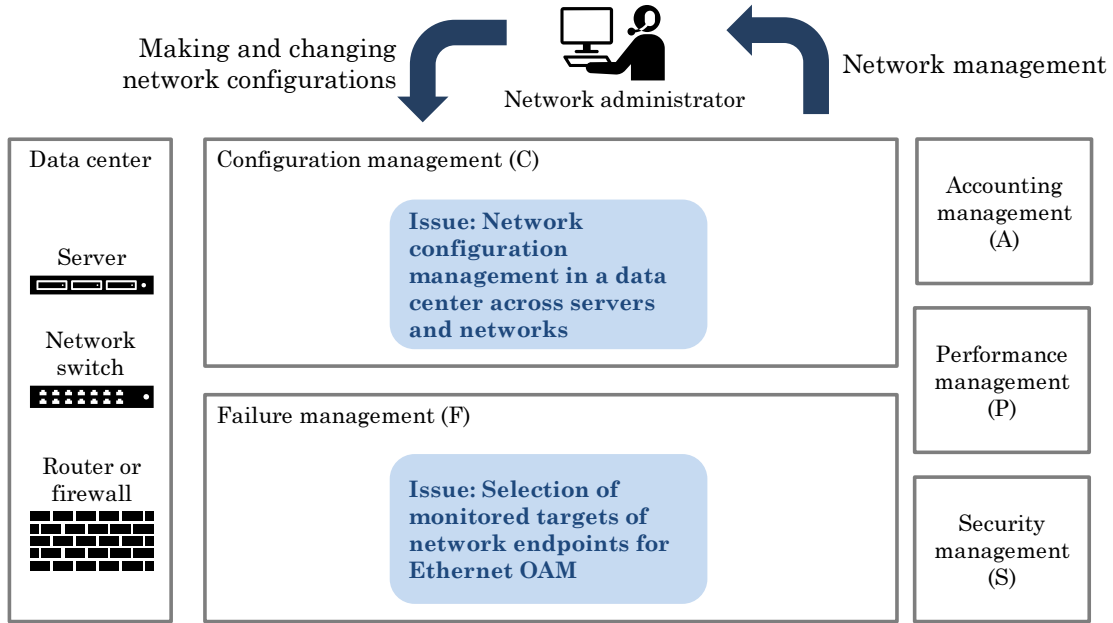 Making and changing
network configurations
Network administrator
Network management
Data center
Server
Network
switch
Router or
firewall
Configuration management (C)
Issue: Network
configuration
management in a data
center across servers
and networks
Failure management (F)
Issue: Selection of
monitored targets of
network endpoints for
Ethernet OAM
Accounting
management
(A)
Performance
management
(P)
Security
management
(S)